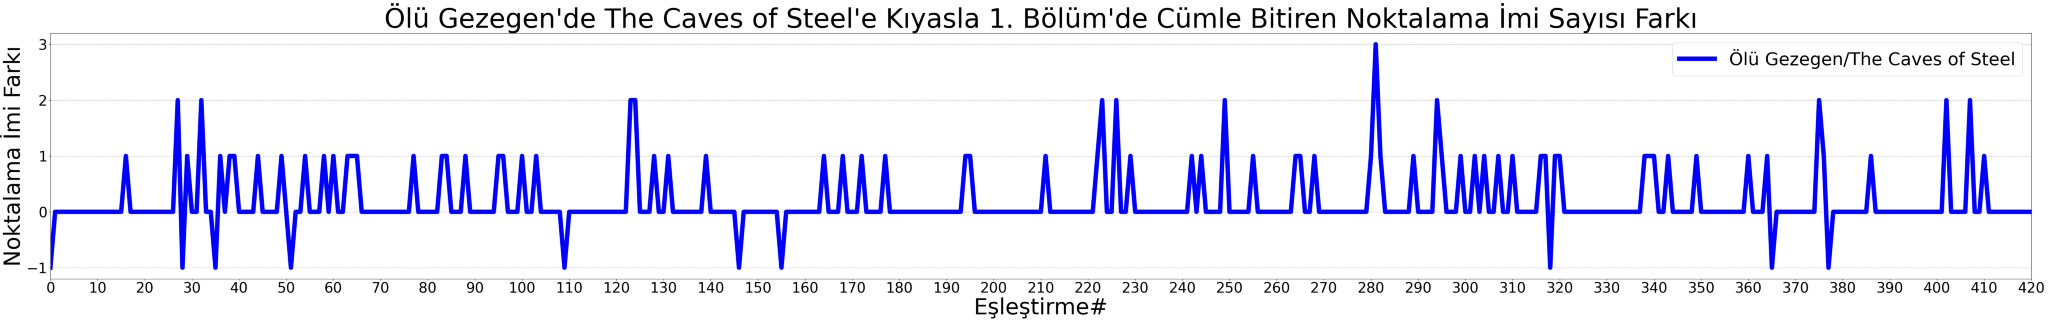 Ölü Gezegen'de The Caves of Steel'e Kıyasla 1. Bölüm'de Cümle Bitiren Noktalama İmi Sayısı Farkı
Noktalama İmi Farkı
3
2
1
0
−1
Ölü Gezegen/The Caves of Steel
0 10 20 30 40 50 60 70 80 90 100 110 120 130 140 150 160 170 180 190 200 210 220 230 240 250 260 270 280 290 300 310 320 330 340 350 360 370 380 390 400 410 420
Eşleştirme#